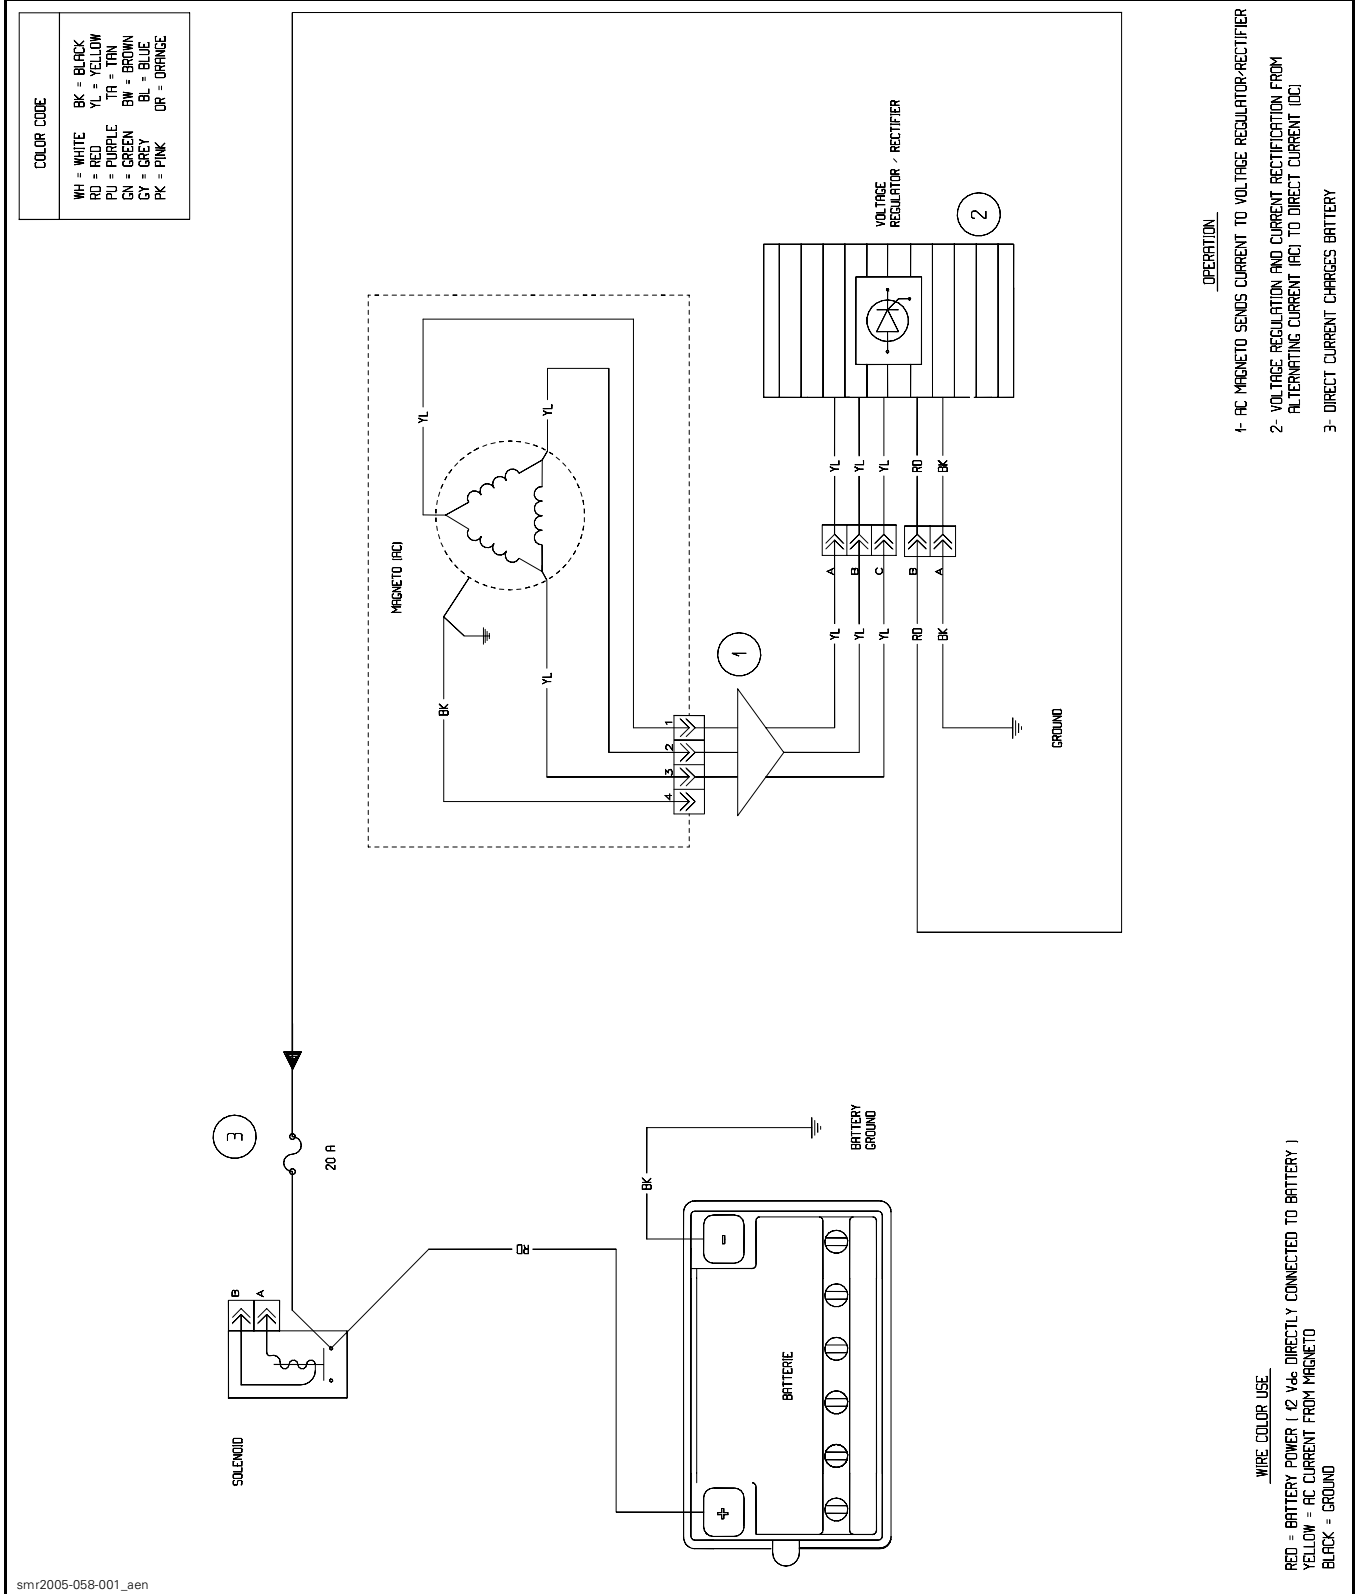 COLOR CODE
WH = WHITE BK = BLACK
RD = RED YL = YELLOW
PU = PURPLE TA = TAN
GN = GREEN BW = BROWN
GY = GREY BL = BLUE
PK = PINK OR = ORANGE
VOLTAGE
REGULATOR / RECTIFIER
2
YL
YL
YL
RD
BK
A
B
C
B
A
YL
YL
YL
RD
BK
GROUND
MAGNETO (AC)
YL
YL
YL
BK
1
2
3
4
1
OPERATION
1- AC MAGNETO SENDS CURRENT TO VOLTAGE REGULATOR/RECTIFIER
2- VOLTAGE REGULATION AND CURRENT RECTIFICATION FROM
ALTERNATING CURRENT (AC) TO DIRECT CURRENT (DC)
3- DIRECT CURRENT CHARGES BATTERY
3
20 A
B
A
SOLENOID
RD
BK
BATTERY
GROUND
-
+
BATTERIE
WIRE COLOR USE
RED = BATTERY POWER ( 12 Vdc DIRECTLY CONNECTED TO BATTERY )
YELLOW = AC CURRENT FROM MAGNETO
BLACK = GROUND
smr2005-058-001_aen